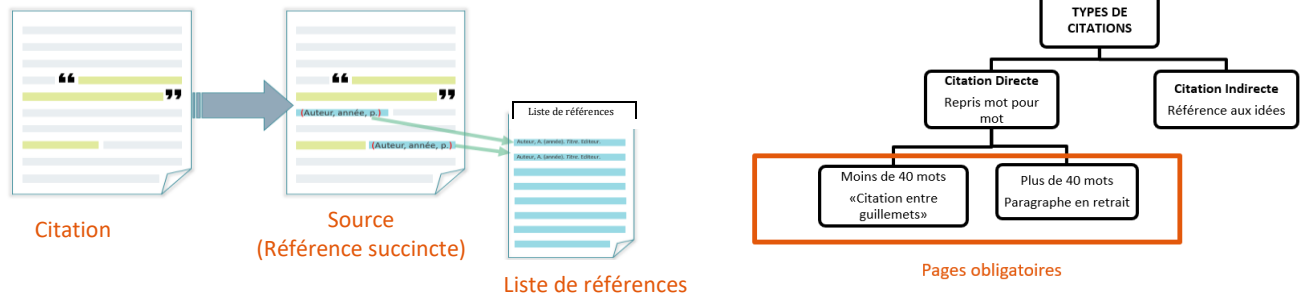 ❝
❞
Citation
❝
❞
(Auteur, année, p.)
(Auteur, année, p.)
Source
(Référence succincte)
Liste de références
Auteur, A. (année). Titre. Editeur.
Auteur, A. (année). Titre. Editeur.
Liste de références
TYPES DE
CITATIONS
Citation Directe
Repris mot pour
mot
Citation Indirecte
Référence aux idées
Moins de 40 mots
«Citation entre
guillemets»
Plus de 40 mots
Paragraphe en retrait
Pages obligatoires